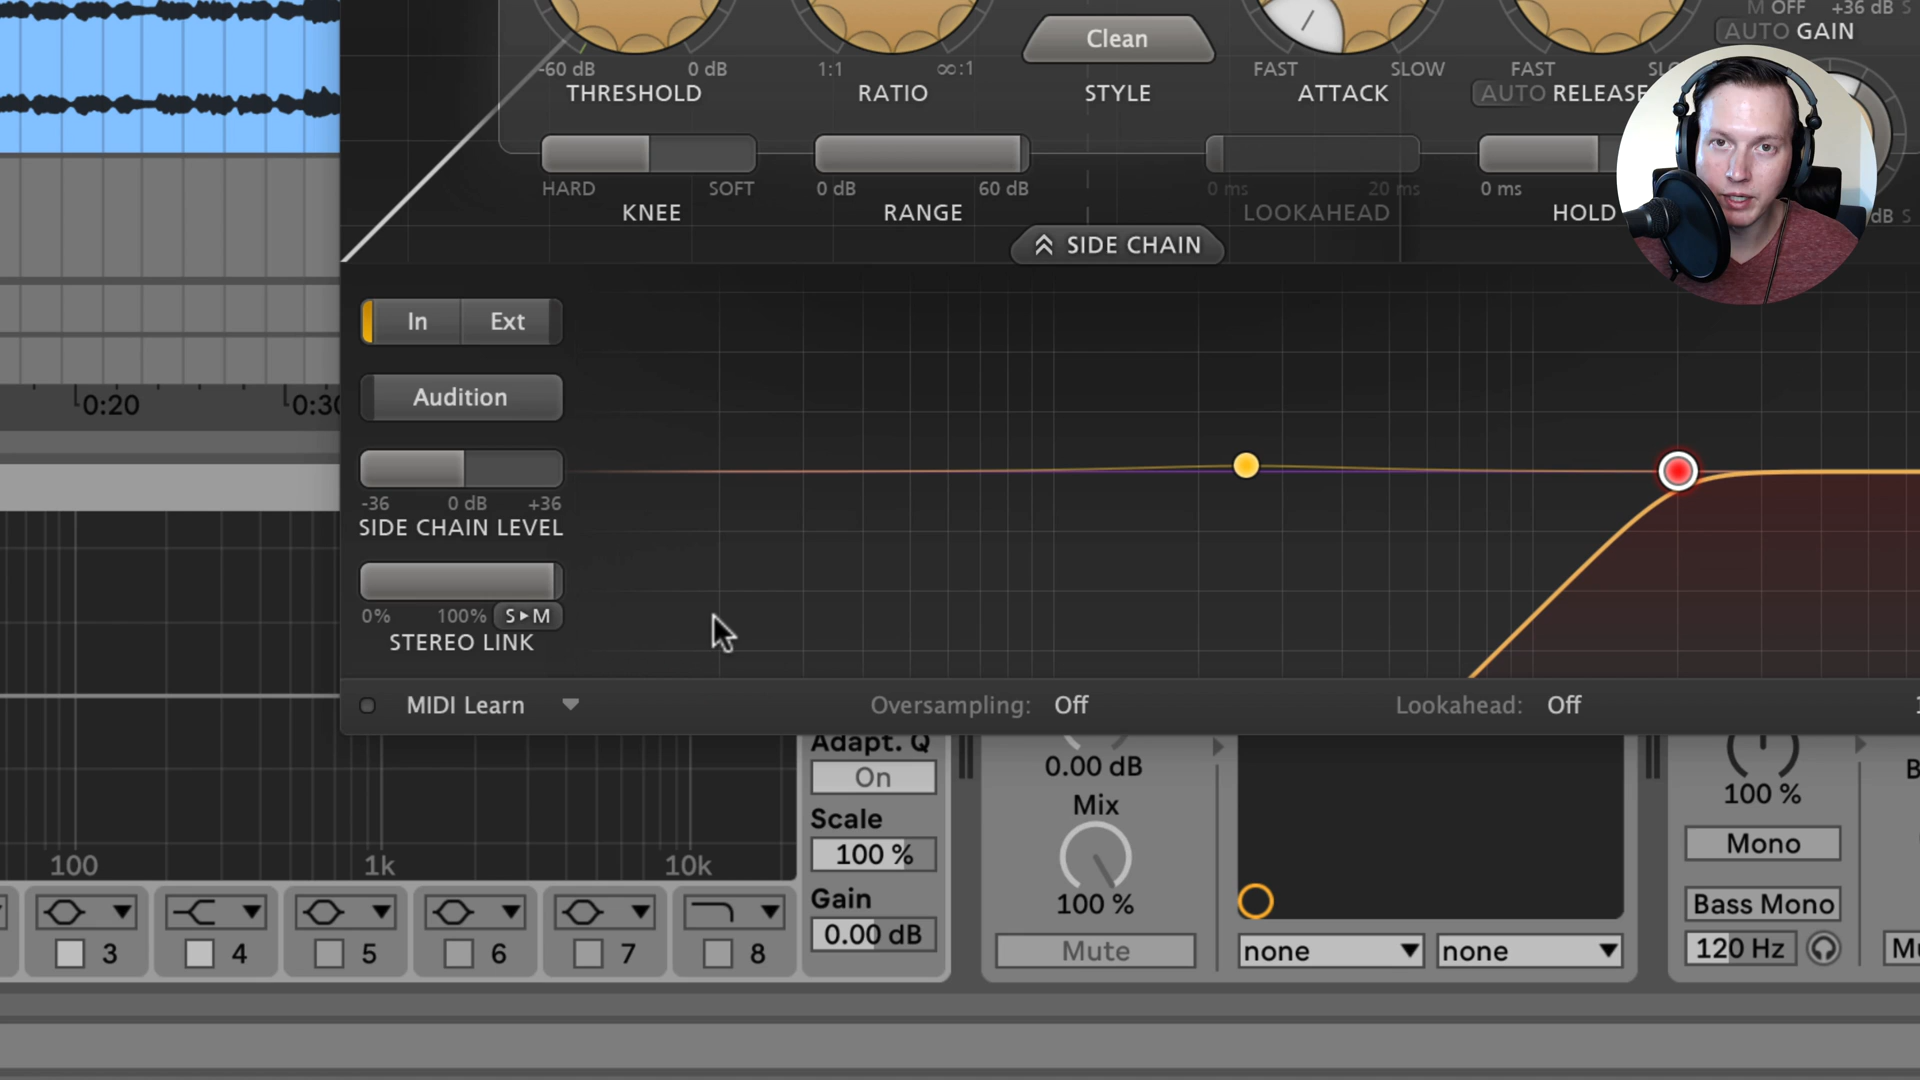 M OFF +36 dB S
AUTO GAIN
Clean
-60 dB 0 dB
1:1 ∞:1
FAST SLOW
FAST
THRESHOLD
RATIO
STYLE
ATTACK
AUTO RELEASE
HARD SOFT
0 dB 60 dB
0 ms 20 ms
0 ms
dB S
KNEE
RANGE
LOOKAHEAD
HOLD
SIDE CHAIN
In Ext
Audition
0:20 0:30
-36 0 dB +36
SIDE CHAIN LEVEL
0% 100% S▸M
STEREO LINK
MIDI Learn
Oversampling: Off
Lookahead: Off
Adapt. Q
On
Scale
100 %
Gain
0.00 dB
0.00 dB
Mix
100 %
Mute
none none
100 %
Mono
Bass Mono
120 Hz
100 1k 10k
3 4 5 6 7 8